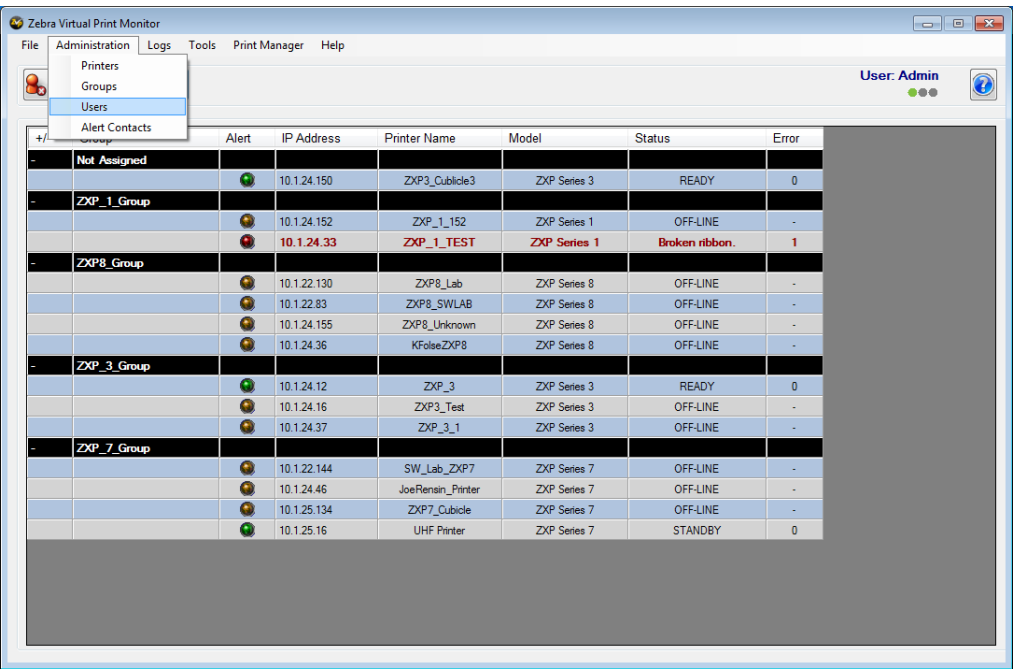 Zebra Virtual Print Monitor
File Administration Logs Tools Print Manager Help
Printers
Groups
Users
Alert Contacts
User: Admin
+/- Group Alert IP Address Printer Name Model Status Error
- Not Assigned
10.1.24.150 ZXP3_Cublicle3 ZXP Series 3 READY 0
- ZXP_1_Group
10.1.24.152 ZXP_1_152 ZXP Series 1 OFF-LINE -
10.1.24.33 ZXP_1_TEST ZXP Series 1 Broken ribbon. 1
- ZXP8_Group
10.1.22.130 ZXP8_Lab ZXP Series 8 OFF-LINE -
10.1.22.83 ZXP8_SWLAB ZXP Series 8 OFF-LINE -
10.1.24.155 ZXP8_Unknown ZXP Series 8 OFF-LINE -
10.1.24.36 KFolseZXP8 ZXP Series 8 OFF-LINE -
- ZXP_3_Group
10.1.24.12 ZXP_3 ZXP Series 3 READY 0
10.1.24.16 ZXP3_Test ZXP Series 3 OFF-LINE -
10.1.24.37 ZXP_3_1 ZXP Series 3 OFF-LINE -
- ZXP_7_Group
10.1.22.144 SW_Lab_ZXP7 ZXP Series 7 OFF-LINE -
10.1.24.46 JoeRensin_Printer ZXP Series 7 OFF-LINE -
10.1.25.134 ZXP7_Cubicle ZXP Series 7 OFF-LINE -
10.1.25.16 UHF Printer ZXP Series 7 STANDBY 0